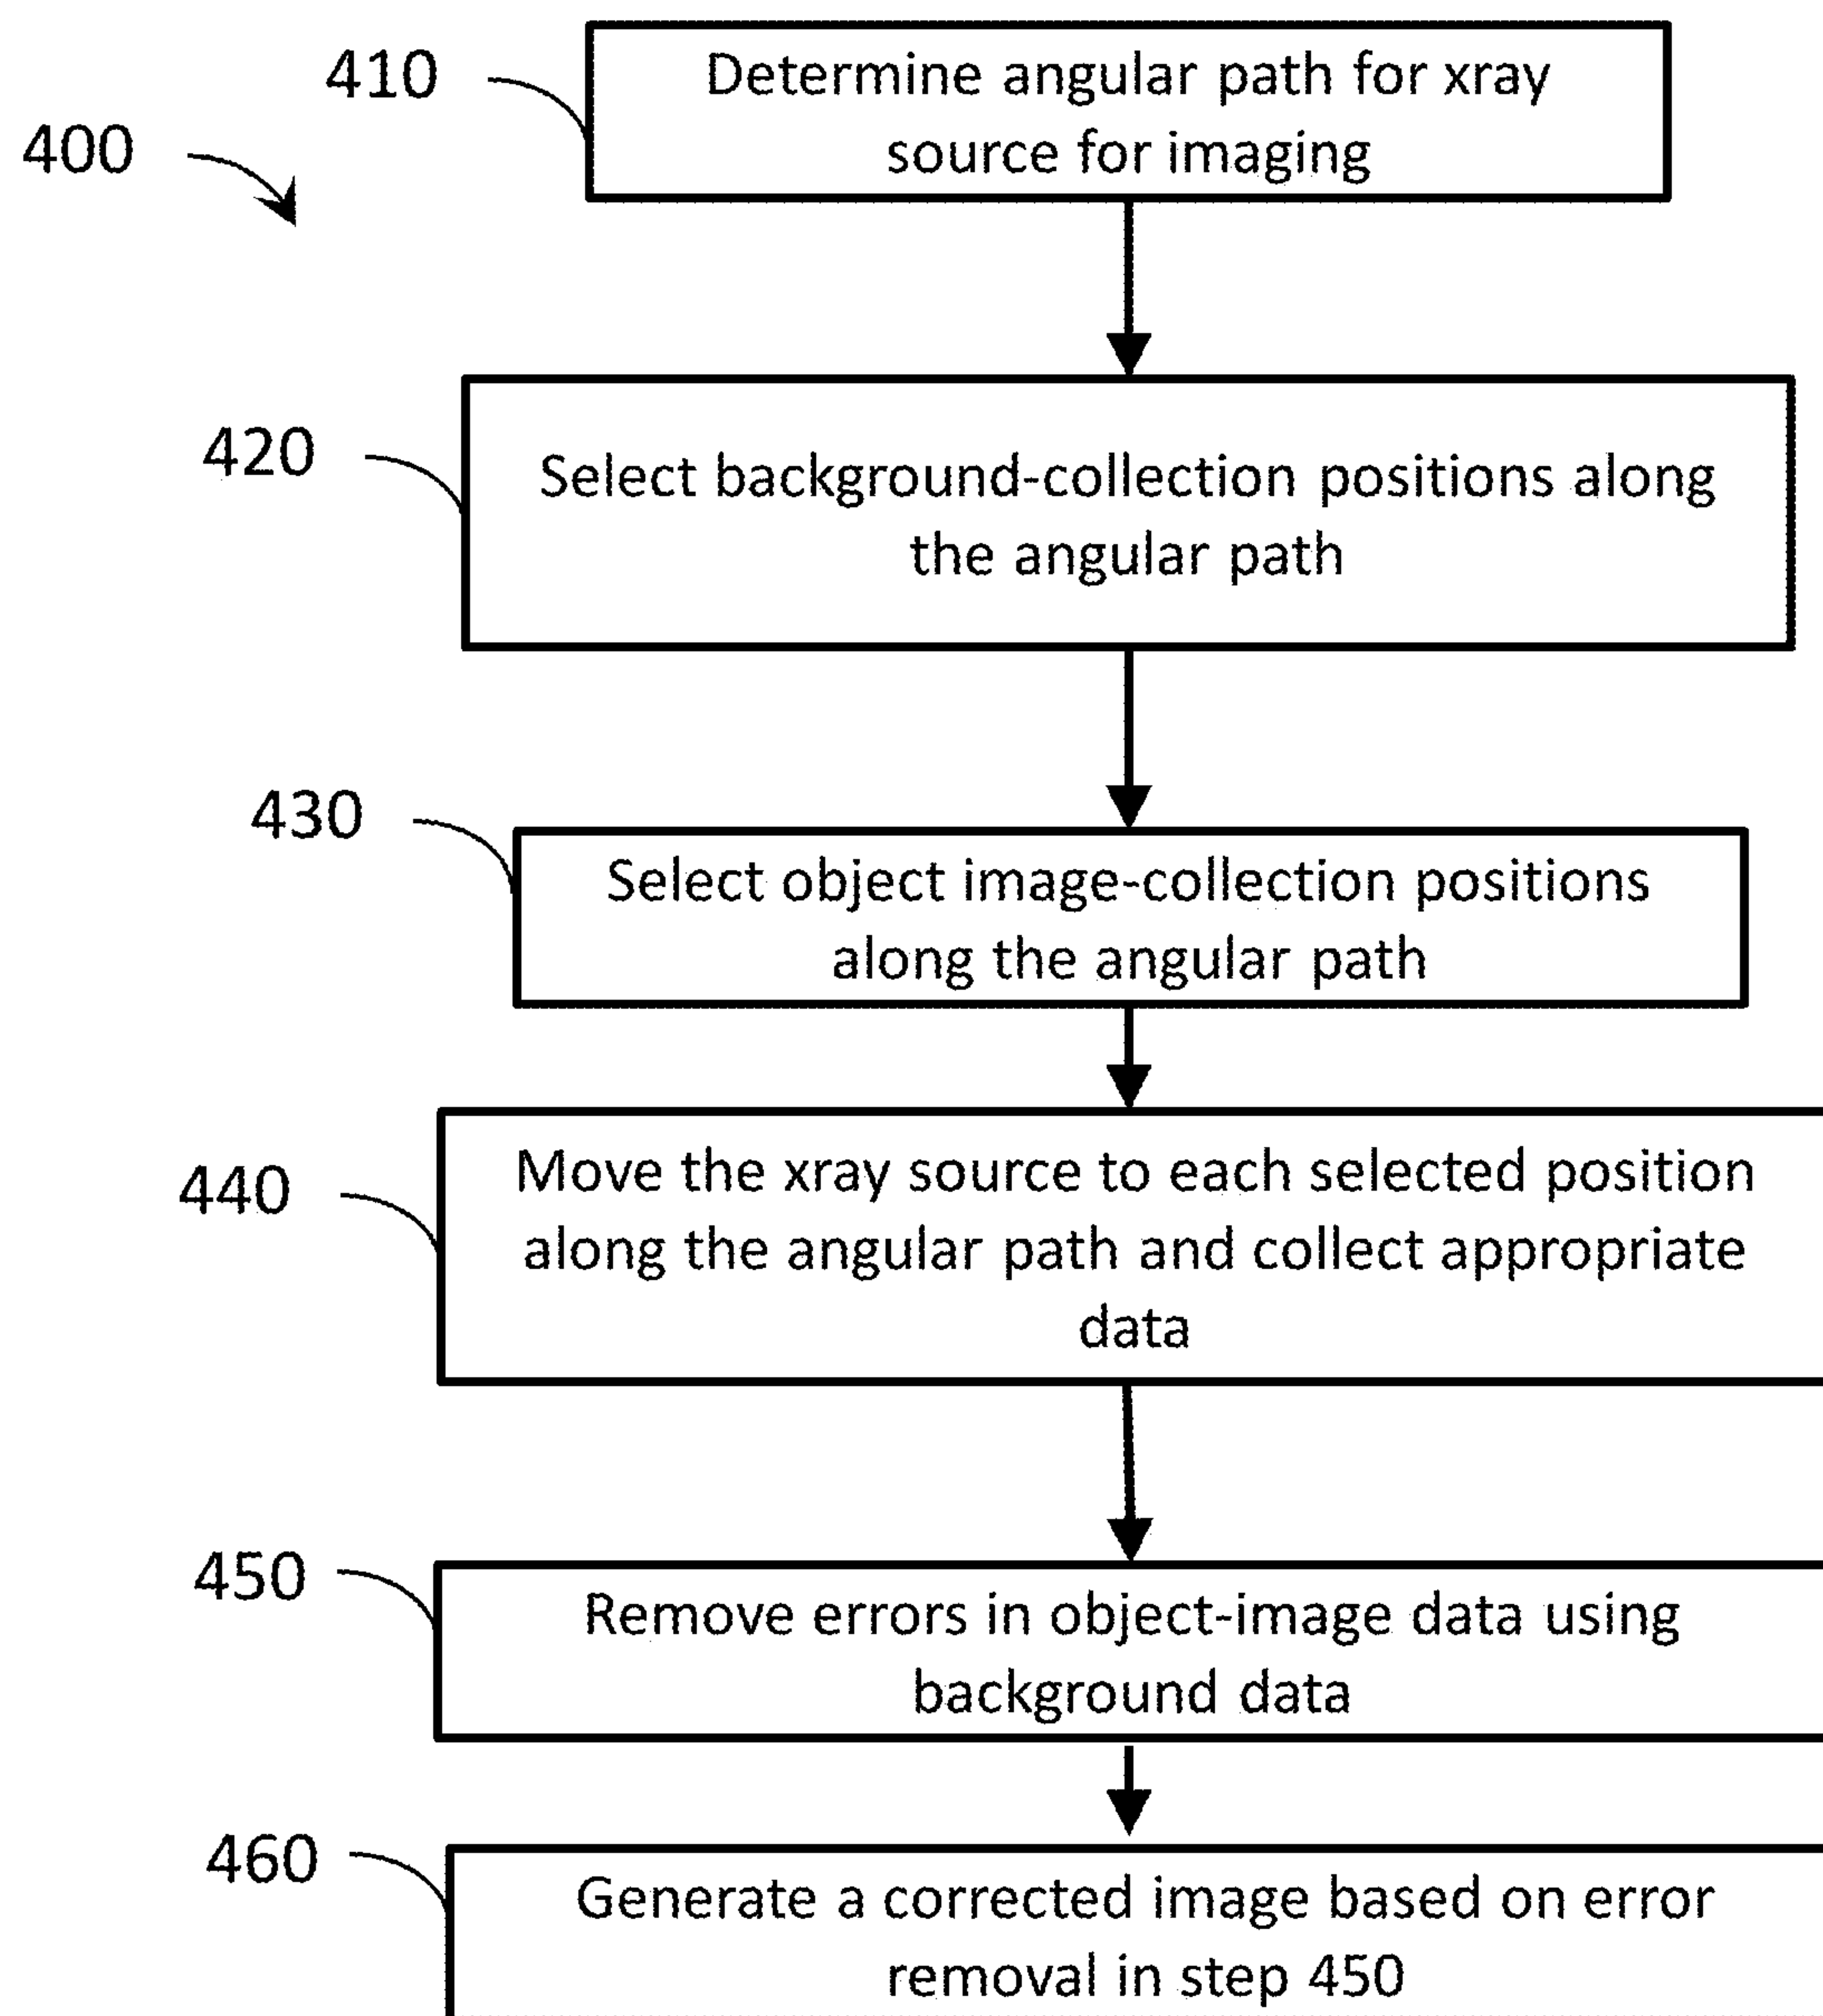 410
Determine angular path for xray
source for imaging
400
420
Select background-collection positions along
the angular path
430
Select object image-collection positions
along the angular path
440
Move the xray source to each selected position
along the angular path and collect appropriate
data
450
Remove errors in object-image data using
background data
460
Generate a corrected image based on error
removal in step 450